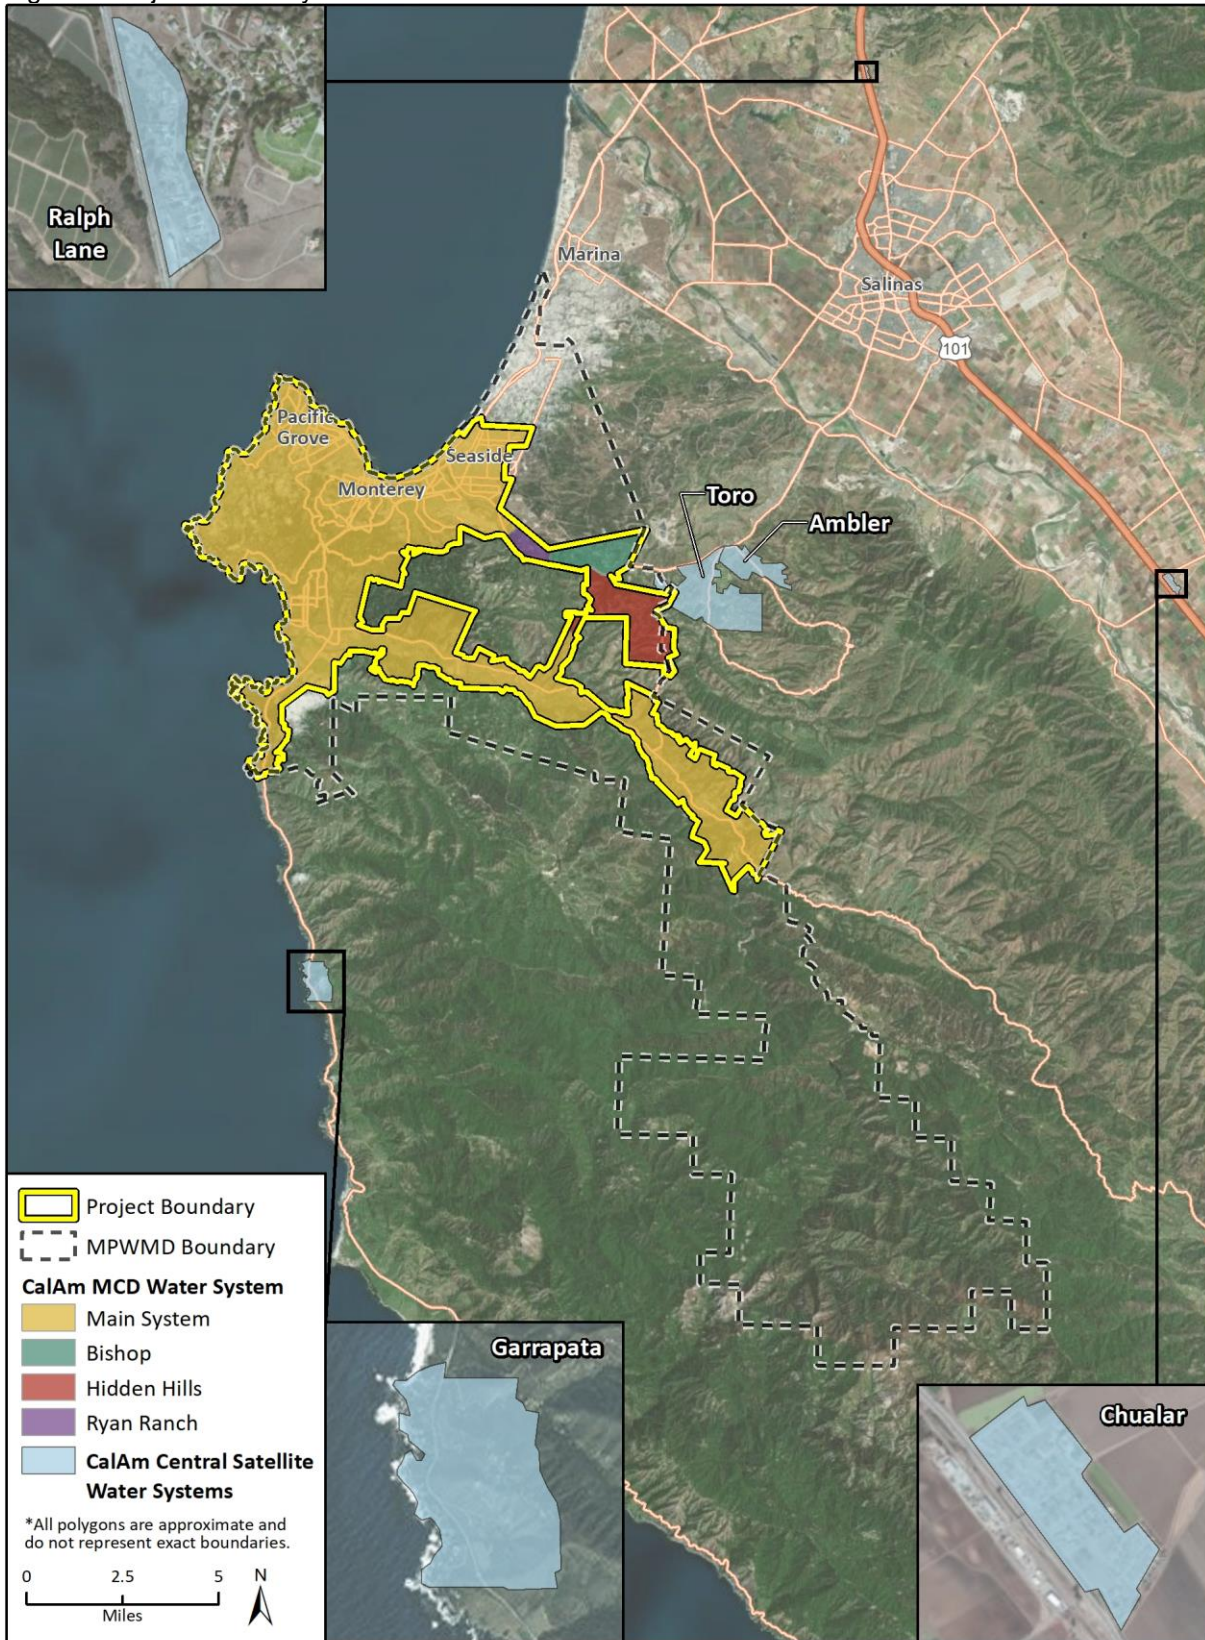 Ralph
Lane
Marina
Salinas
101
Pacific
Grove
Seaside
Monterey
Toro
Ambler
Project Boundary
MPWMD Boundary
CalAm MCD Water System
Main System
Bishop
Hidden Hills
Ryan Ranch
CalAm Central Satellite
Water Systems
*All polygons are approximate and
do not represent exact boundaries.
0 2.5 5
Miles
N
Garrapata
Chualar